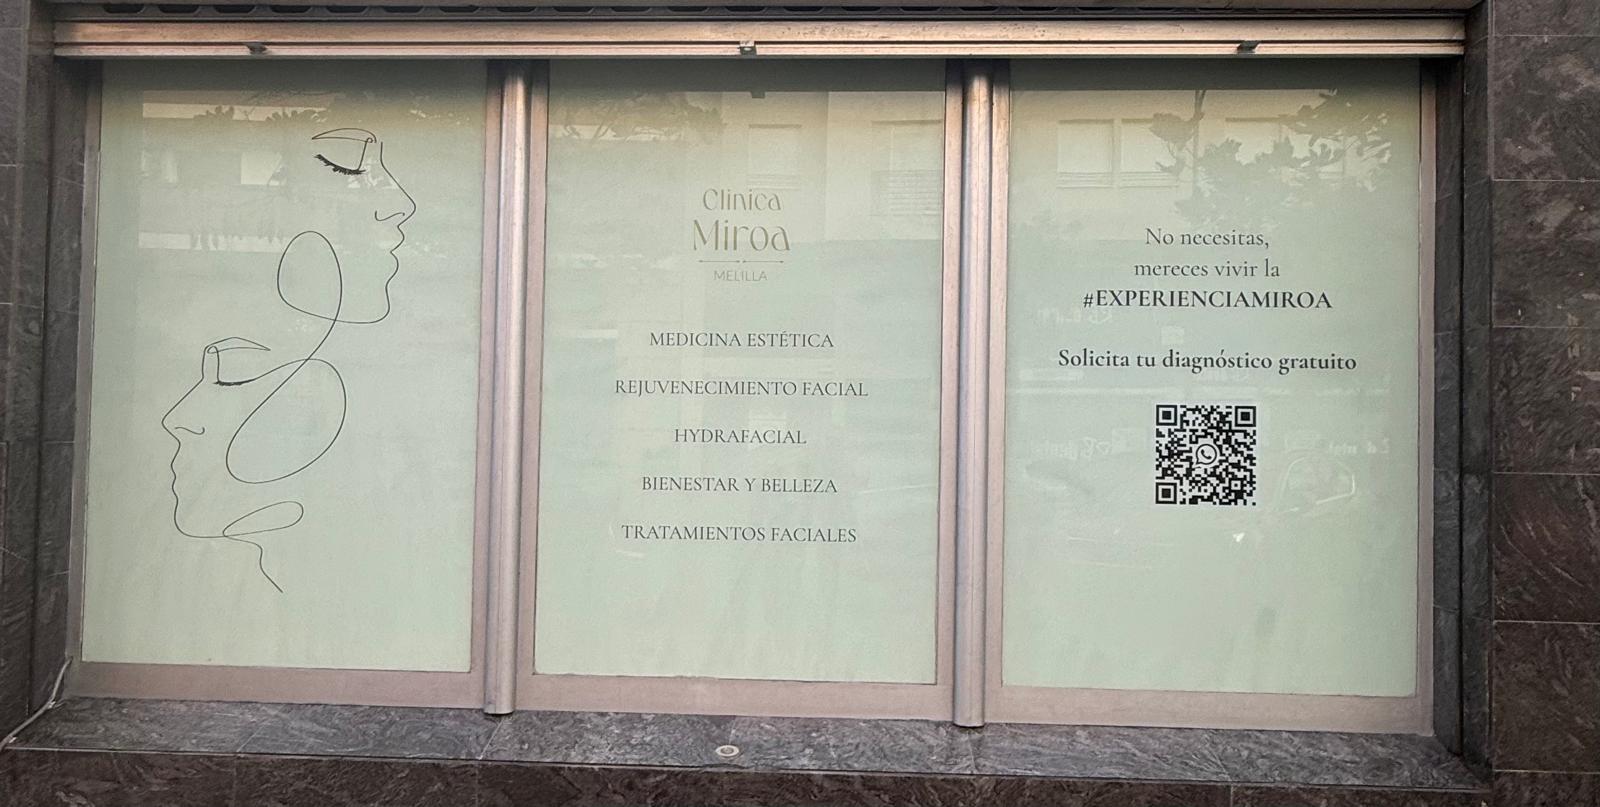 Clinica
Miroa
MELILLA
MEDICINA ESTÉTICA
REJUVENECIMIENTO FACIAL
HYDRAFACIAL
BIENESTAR Y BELLEZA
TRATAMIENTOS FACIALES
No necesitas,
mereces vivir la
#EXPERIENCIAMIROA
Solicita tu diagnóstico gratuito